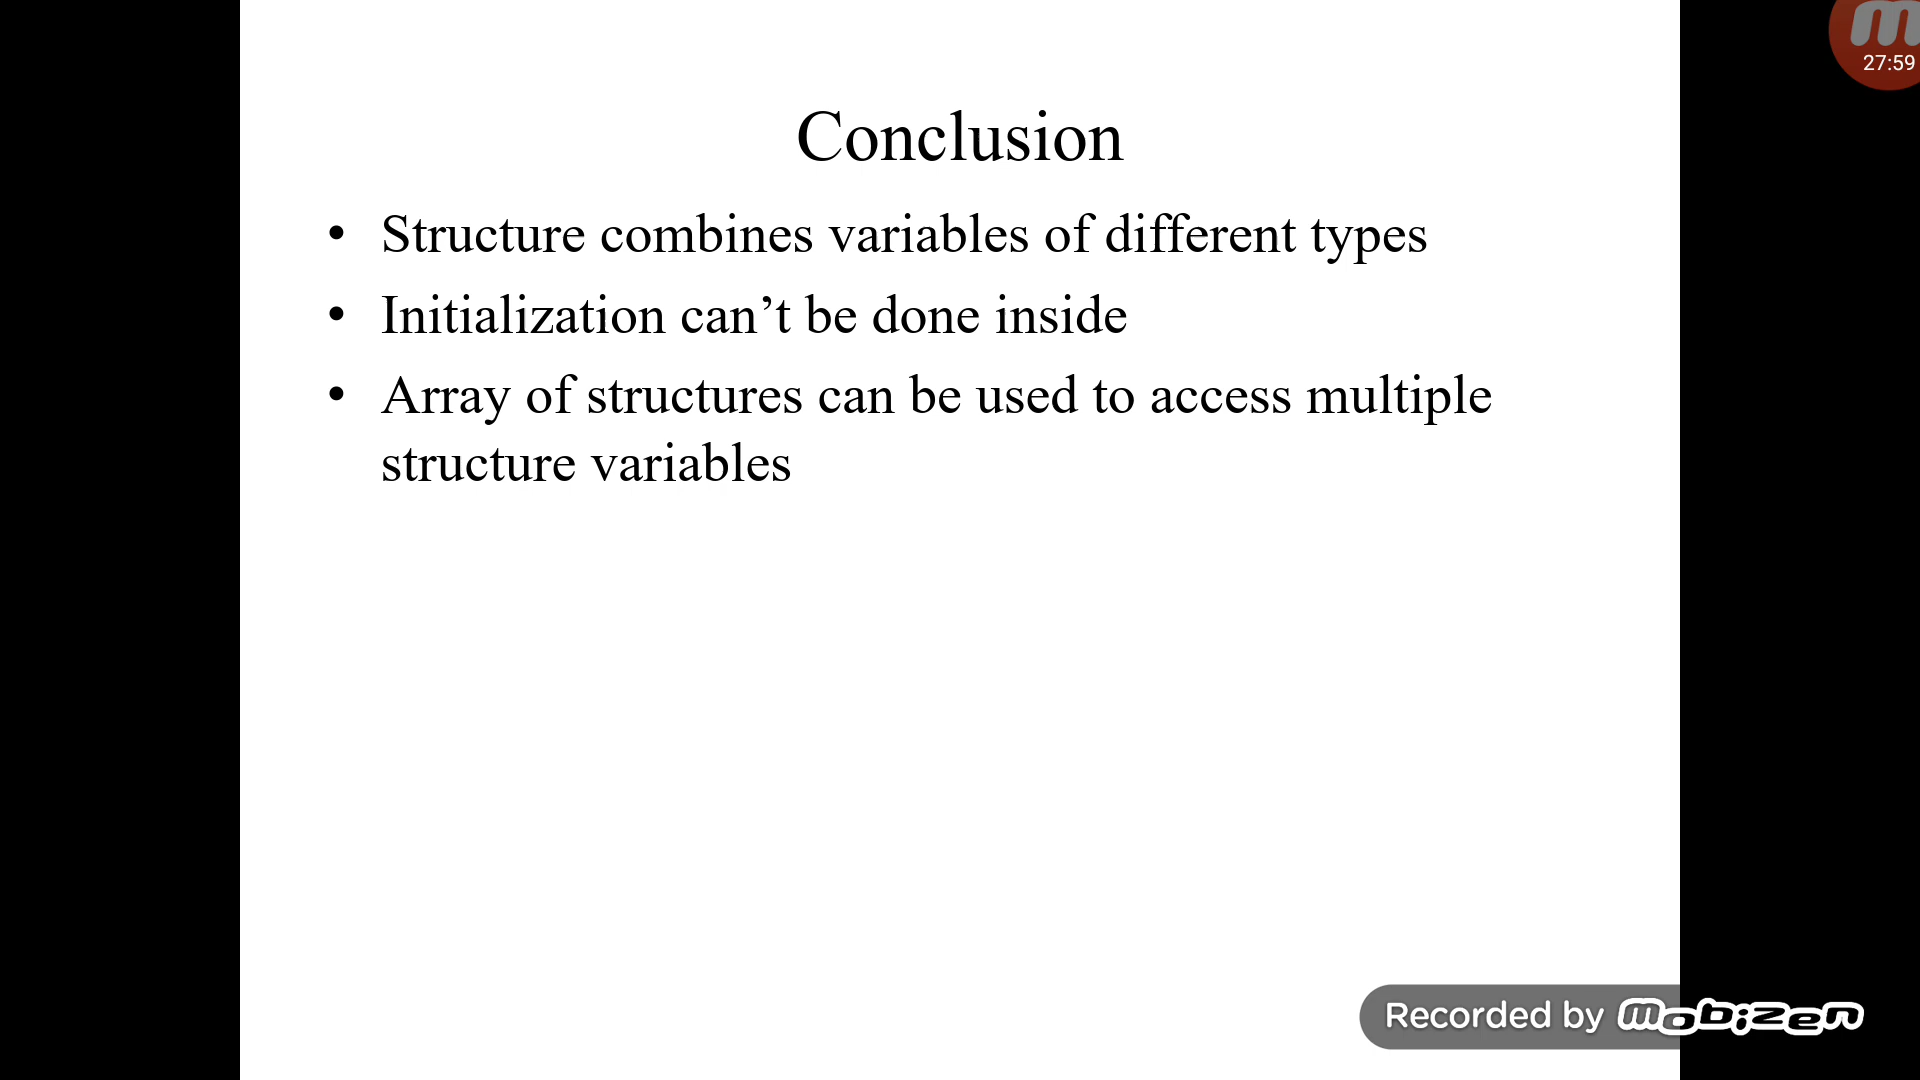 27:59
Conclusion
• Structure combines variables of different types
• Initialization can’t be done inside
• Array of structures can be used to access multiple
structure variables
Recorded by mobizen